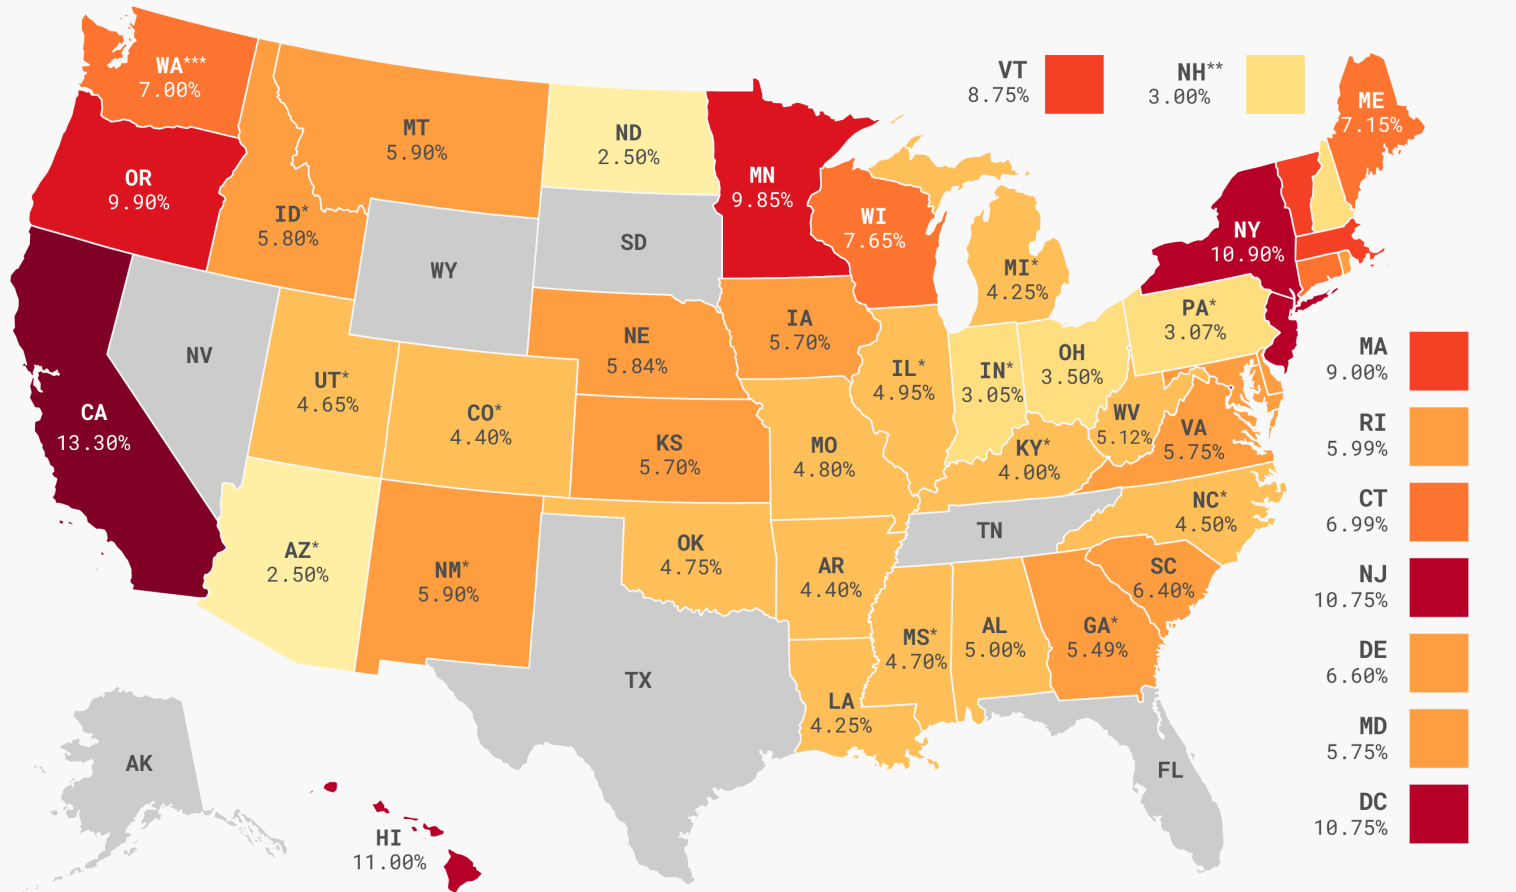 WA***
7.00%
VT
8.75%
NH**
3.00%
ME
7.15%
MT
5.90%
ND
2.50%
MN
9.85%
OR
9.90%
ID*
5.80%
WI
7.65%
NY
10.90%
SD
WY
MI*
4.25%
PA*
3.07%
IA
5.70%
NE
5.84%
NV
MA
9.00%
OH
3.50%
IL*
4.95%
IN*
3.05%
UT*
4.65%
CO*
4.40%
CA
13.30%
WV
5.12%
VA
5.75%
RI
5.99%
KS
5.70%
MO
4.80%
KY*
4.00%
CT
6.99%
NC*
4.50%
TN
AZ*
2.50%
NM*
5.90%
OK
4.75%
AR
4.40%
SC
6.40%
NJ
10.75%
MS*
4.70%
AL
5.00%
GA*
5.49%
DE
6.60%
TX
LA
4.25%
MD
5.75%
AK
FL
DC
10.75%
HI
11.00%